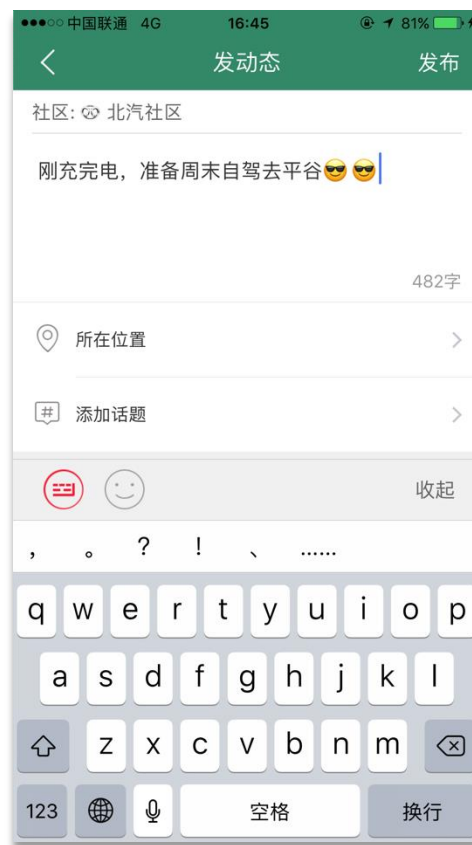 中国联通 4G 16:45 81%
发动态 发布
社区: 北汽社区
刚充完电，准备周末自驾去平谷😎😎
482字
所在位置
# 添加话题
收起
， 。 ？ ！ 、 ……
q w e r t y u i o p
a s d f g h j k l
z x c v b n m
123 空格 换行